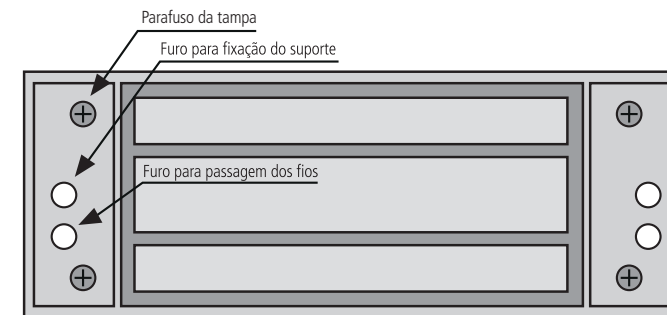 Parafuso da tampa
Furo para fixação do suporte
Furo para passagem dos fios